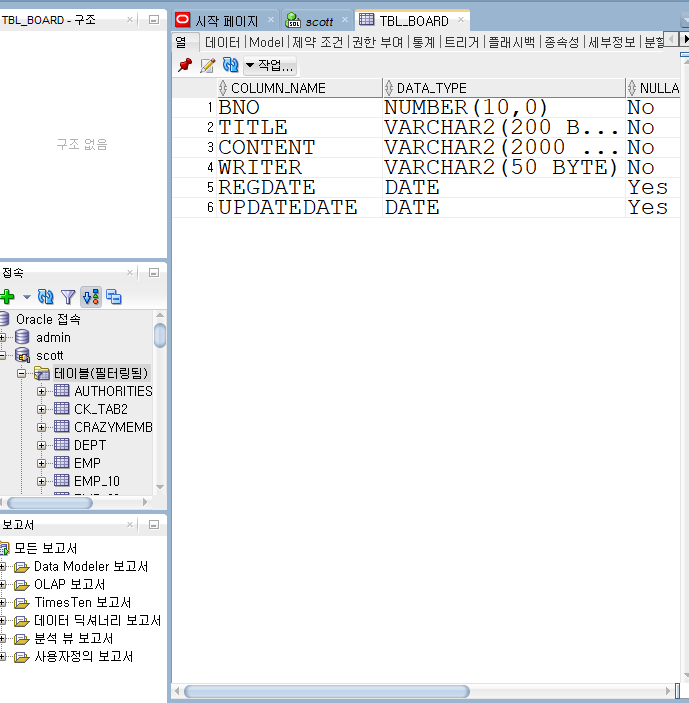 TBL_BOARD - 구조
구조 없음
접속
Oracle 접속
admin
scott
테이블(필터링됨)
AUTHORITIES
CK_TAB2
CRAZYMEMB
DEPT
EMP
EMP_10
보고서
모든 보고서
Data Modeler 보고서
OLAP 보고서
TimesTen 보고서
데이터 딕셔너리 보고서
분석 뷰 보고서
사용자정의 보고서
시작 페이지 scott TBL_BOARD
열 데이터 Model 제약 조건 권한 부여 통계 트리거 플래시백 종속성 세부정보 분할
작업...
COLUMN_NAME DATA_TYPE NULLA
1 BNO NUMBER(10,0) No
2 TITLE VARCHAR2(200 B... No
3 CONTENT VARCHAR2(2000 ... No
4 WRITER VARCHAR2(50 BYTE) No
5 REGDATE DATE Yes
6 UPDATEDATE DATE Yes